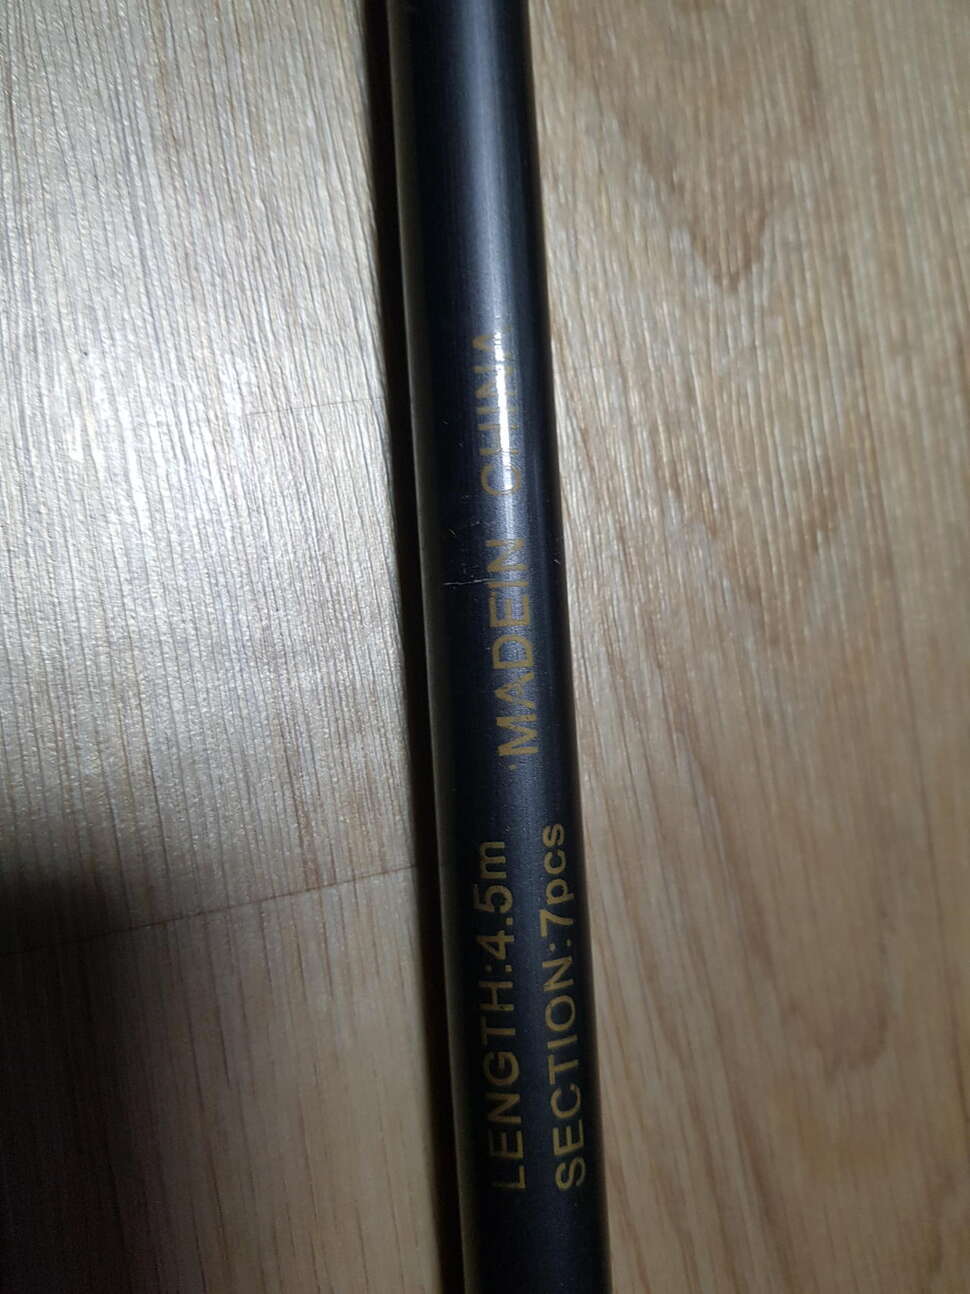 LENGTH:4.5m
SECTION:7pcs
MADEIN CHINA